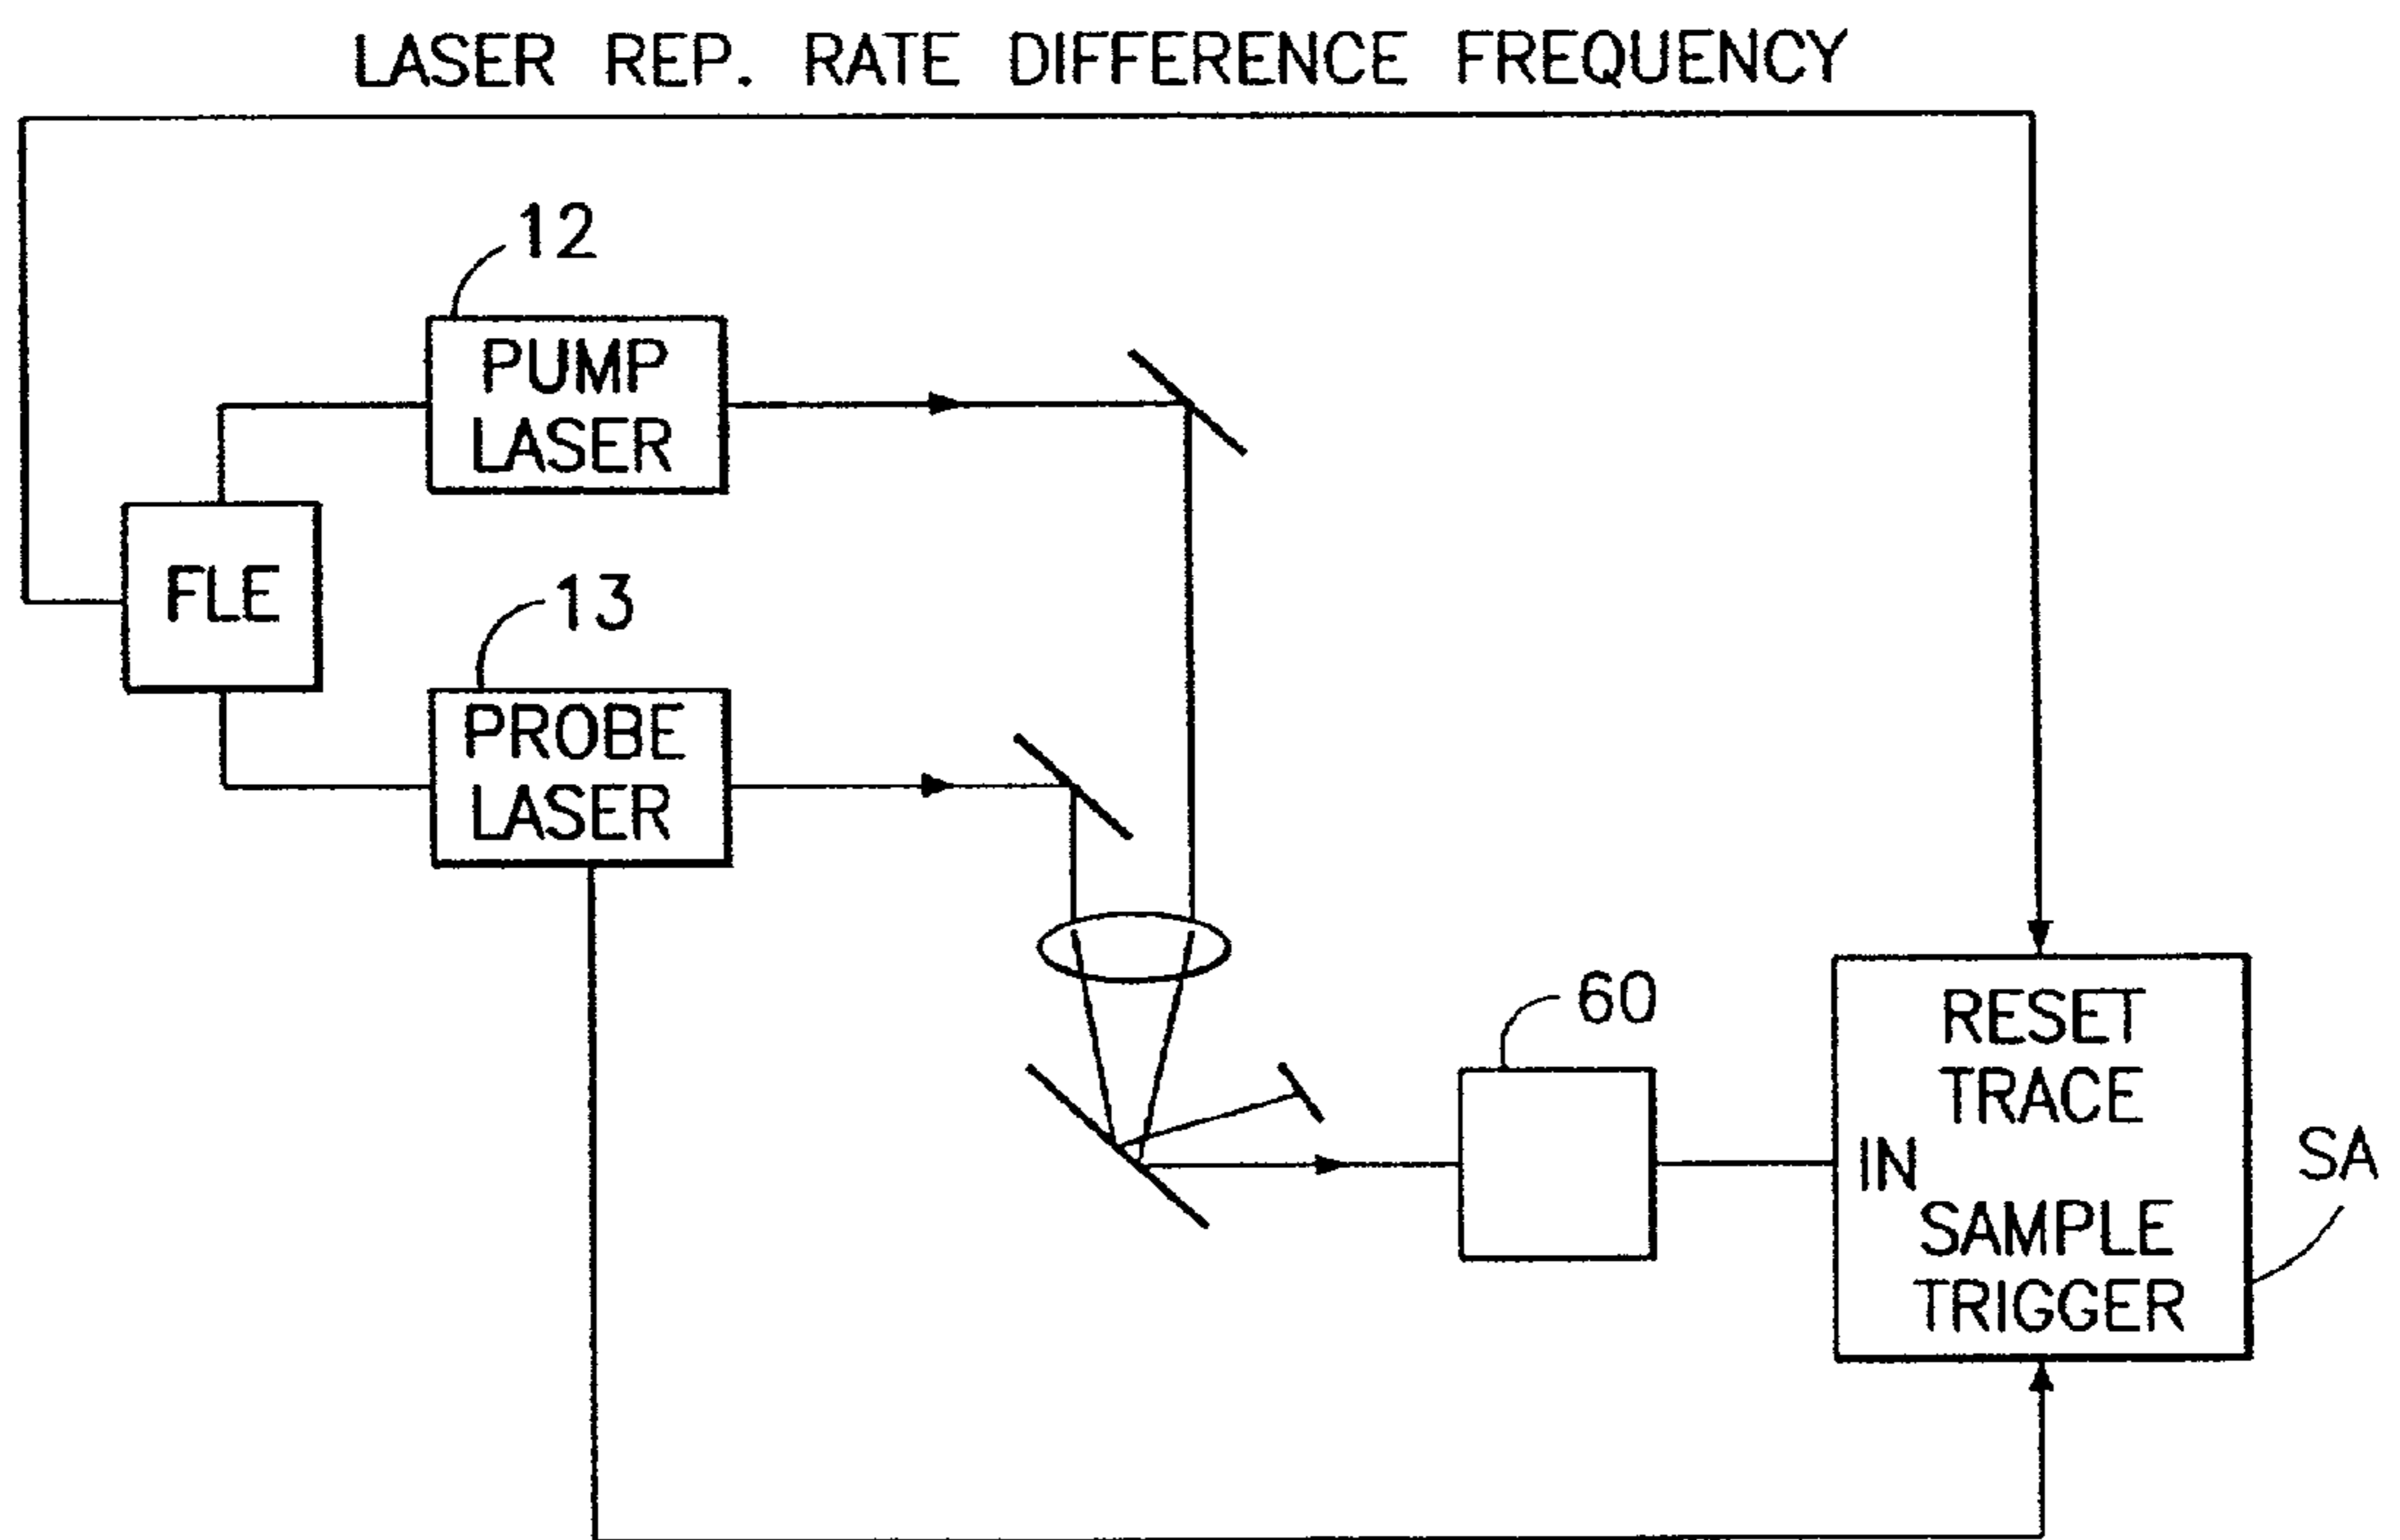 LASER REP. RATE DIFFERENCE FREQUENCY
12
PUMP
LASER
FLE
13
PROBE
LASER
60
RESET
TRACE
IN
SAMPLE
TRIGGER
SA